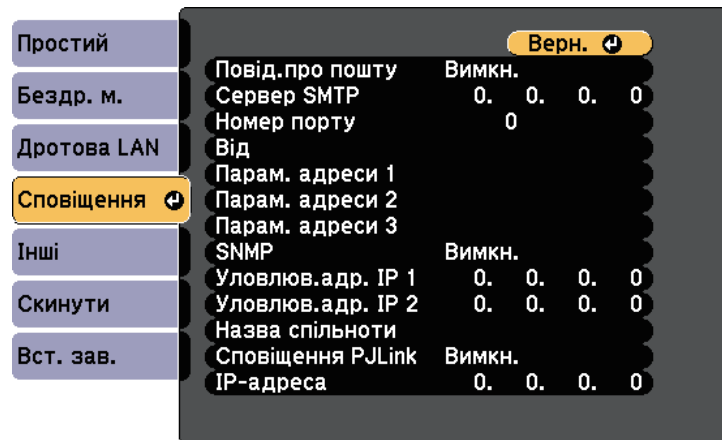 Простий
Бездр. м.
Дротова LAN
Сповіщення
Інші
Скинути
Вст. зав.
Верн.
Повід.про пошту Вимкн.
Сервер SMTP 0. 0. 0. 0
Номер порту 0
Від
Парам. адреси 1
Парам. адреси 2
Парам. адреси 3
SNMP Вимкн.
Уловлюв.адр. IP 1 0. 0. 0. 0
Уловлюв.адр. IP 2 0. 0. 0. 0
Назва спільноти
Сповіщення PJLink Вимкн.
IP-адреса 0. 0. 0. 0